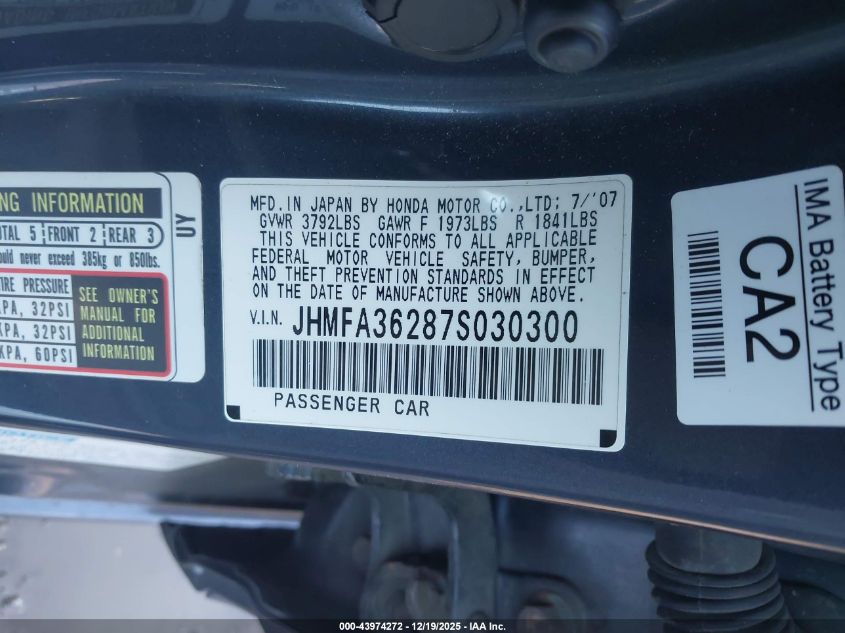 NG INFORMATION
OTAL 5 FRONT 2 REAR 3
ould never exceed 385kg or 850lbs.
TIRE PRESSURE
KPA, 32PSI
KPA, 32PSI
KPA, 60PSI
SEE OWNER'S
MANUAL FOR
ADDITIONAL
INFORMATION
UY
MFD. IN JAPAN BY HONDA MOTOR CO.,LTD; 7/'07
GVWR 3792LBS GAWR F 1973LBS R 1841LBS
THIS VEHICLE CONFORMS TO ALL APPLICABLE
FEDERAL MOTOR VEHICLE SAFETY, BUMPER,
AND THEFT PREVENTION STANDARDS IN EFFECT
ON THE DATE OF MANUFACTURE SHOWN ABOVE.
V.I.N. JHMFA36287S030300
PASSENGER CAR
IMA Battery Type
CA2
000-43974272 — 12/19/2025 — IAA Inc.